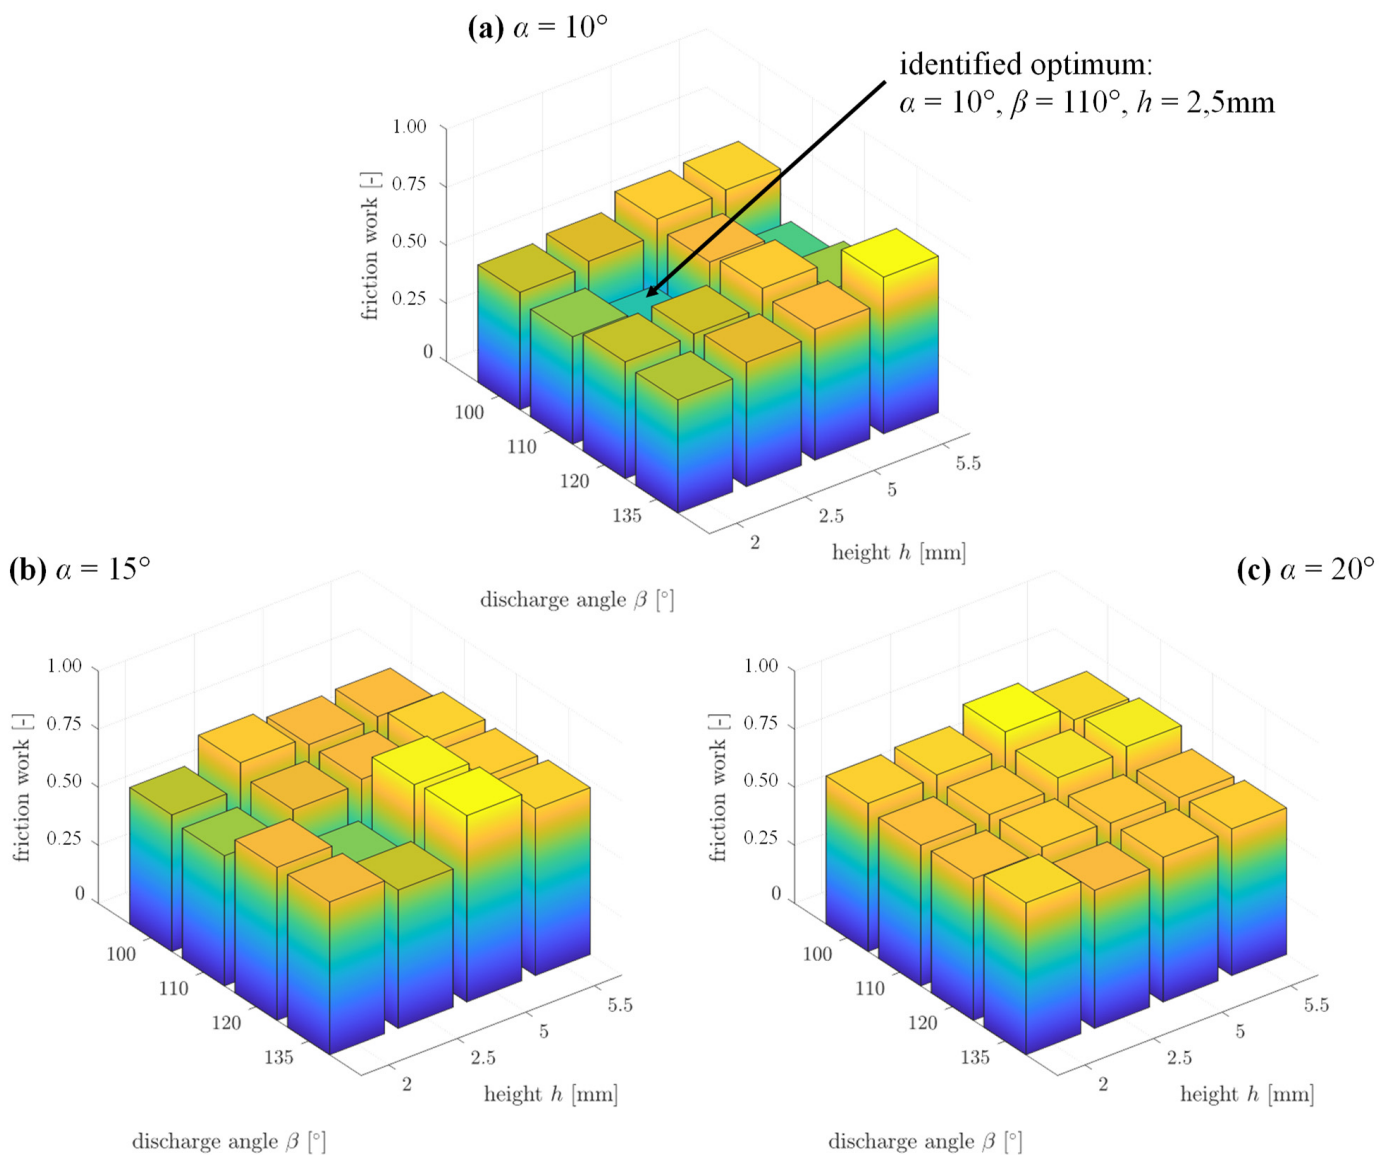 (a) α = 10°
identified optimum:
α = 10°, β = 110°, h = 2,5mm
friction work [-]
1.00
0.75
0.50
0.25
0
100
110
120
135
2
2.5
5
5.5
height h [mm]
discharge angle β [°]
(b) α = 15°
friction work [-]
1.00
0.75
0.50
0.25
0
100
110
120
135
2
2.5
5
5.5
height h [mm]
discharge angle β [°]
(c) α = 20°
friction work [-]
1.00
0.75
0.50
0.25
0
100
110
120
135
2
2.5
5
5.5
height h [mm]
discharge angle β [°]